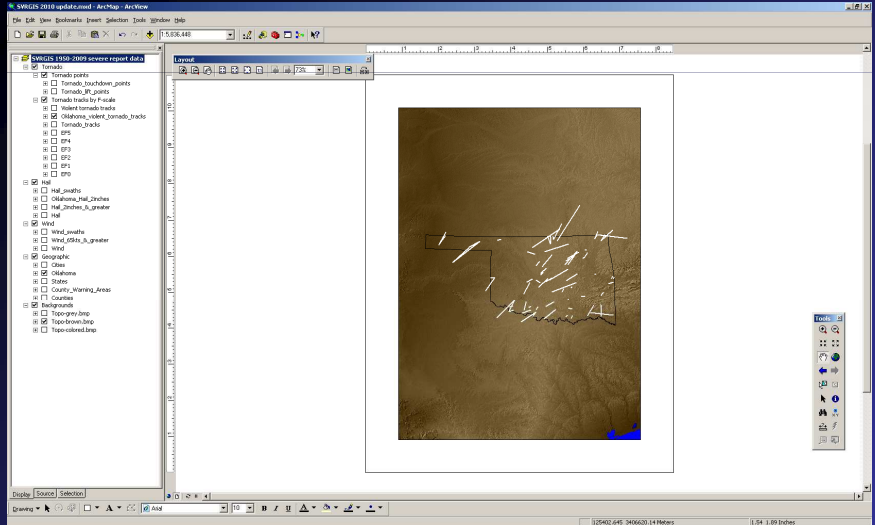 SVRGIS 2010 update.mxd - ArcMap - ArcView
File Edit View Bookmarks Insert Selection Tools Window Help
1:5,836,448
Layout
73%
SVRGIS 1950-2009 severe report data
Tornado
Tornado points
Tornado_touchdown_points
Tornado_lift_points
Tornado tracks by F-scale
Violent tornado tracks
Oklahoma_violent_tornado_tracks
Tornado_tracks
EF5
EF4
EF3
EF2
EF1
EF0
Hail
Hail_swaths
Oklahoma_Hail_2inches
Hail_2inches_&_greater
Hail
Wind
Wind_swaths
Wind_65kts_&_greater
Wind
Geographic
Cities
Oklahoma
States
County_Warning_Areas
Counties
Backgrounds
Topo-grey.bmp
Topo-brown.bmp
Topo-colored.bmp
Tools
Display Source Selection
Drawing A Arial 10 B I U A
125402.645 3406620.14 Meters 1.54 1.89 Inches